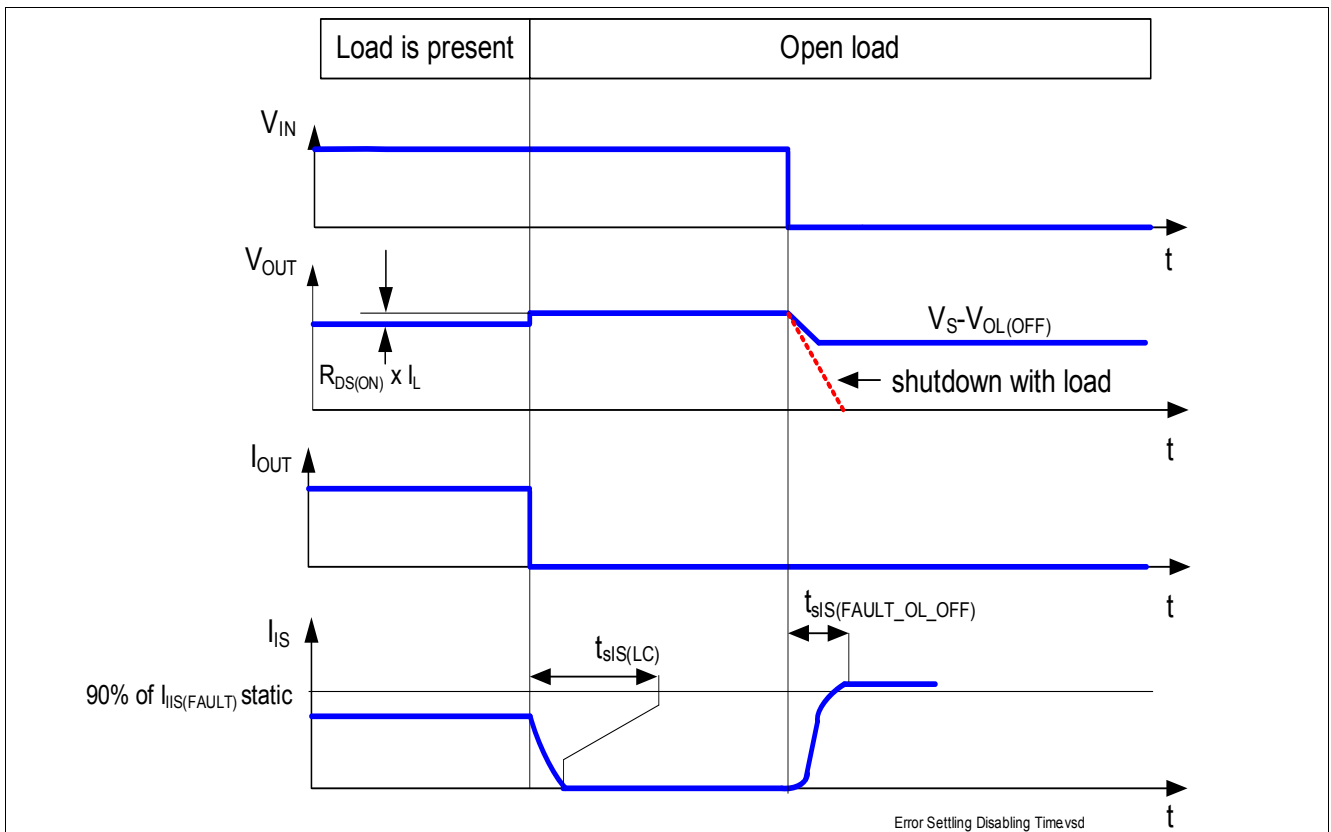 Load is present
Open load
VIN
t
VOUT
VS-VOL(OFF)
RDS(ON) x IL
shutdown with load
t
IOUT
t
tsIS(FAULT_OL_OFF)
IIS
tsIS(LC)
90% of IIIS(FAULT) static
t
Error Settling Disabling Time.vsd